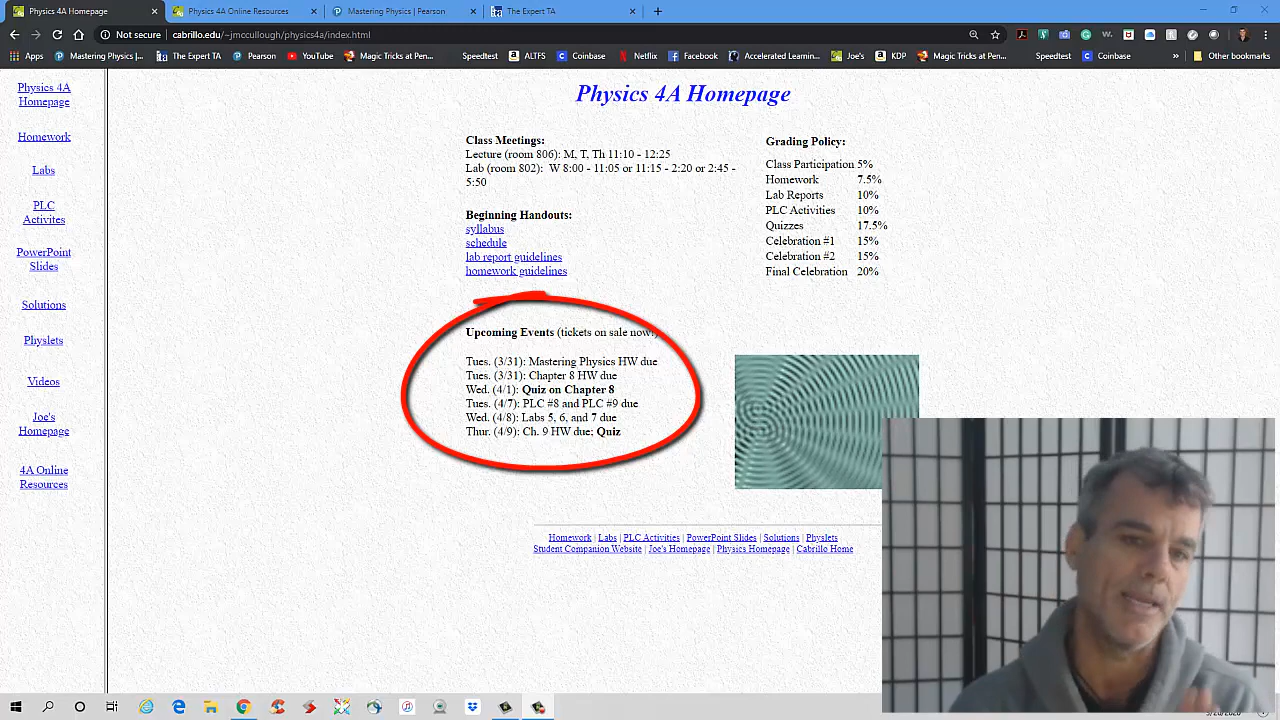 Physics 4A Homepage
Physics 4A Online Resources
Mastering Physics | Pearson
The Expert TA
Not secure
cabrillo.edu/~jmccullough/physics4a/index.html
Apps
Mastering Physics |...
The Expert TA
Pearson
YouTube
Magic Tricks at Pen...
Speedtest
ALTFS
Coinbase
Netflix
Facebook
Accelerated Learnin...
Joe's
KDP
Magic Tricks at Pen...
Speedtest
Coinbase
Other bookmarks
Physics 4A
Homepage
Homework
Labs
PLC
Activites
PowerPoint
Slides
Solutions
Physlets
Videos
Joe's
Homepage
4A Online
Resources
Physics 4A Homepage
Class Meetings:
Lecture (room 806): M, T, Th 11:10 - 12:25
Lab (room 802): W 8:00 - 11:05 or 11:15 - 2:20 or 2:45 -
5:50
Beginning Handouts:
syllabus
schedule
lab report guidelines
homework guidelines
Grading Policy:
Class Participation 5%
Homework 7.5%
Lab Reports 10%
PLC Activities 10%
Quizzes 17.5%
Celebration #1 15%
Celebration #2 15%
Final Celebration 20%
Upcoming Events (tickets on sale now!)
Tues. (3/31): Mastering Physics HW due
Tues. (3/31): Chapter 8 HW due
Wed. (4/1): Quiz on Chapter 8
Tues. (4/7): PLC #8 and PLC #9 due
Wed. (4/8): Labs 5, 6, and 7 due
Thur. (4/9): Ch. 9 HW due; Quiz
Homework | Labs | PLC Activities | PowerPoint Slides | Solutions | Physlets
Student Companion Website | Joe's Homepage | Physics Homepage | Cabrillo Home